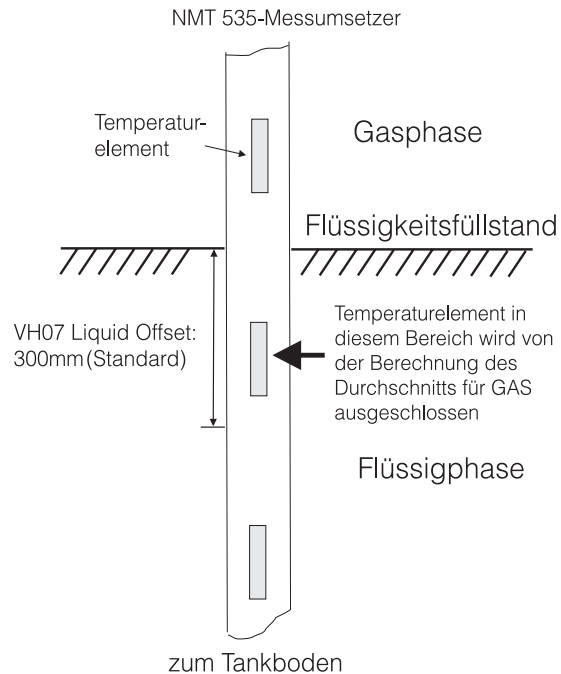 NMT 535-Messumsetzer
Temperatur-
element
Gasphase
Flüssigkeitsfüllstand
VH07 Liquid Offset:
300mm(Standard)
Temperaturelement in
diesem Bereich wird von
der Berechnung des
Durchschnitts für GAS
ausgeschlossen
Flüssigphase
zum Tankboden